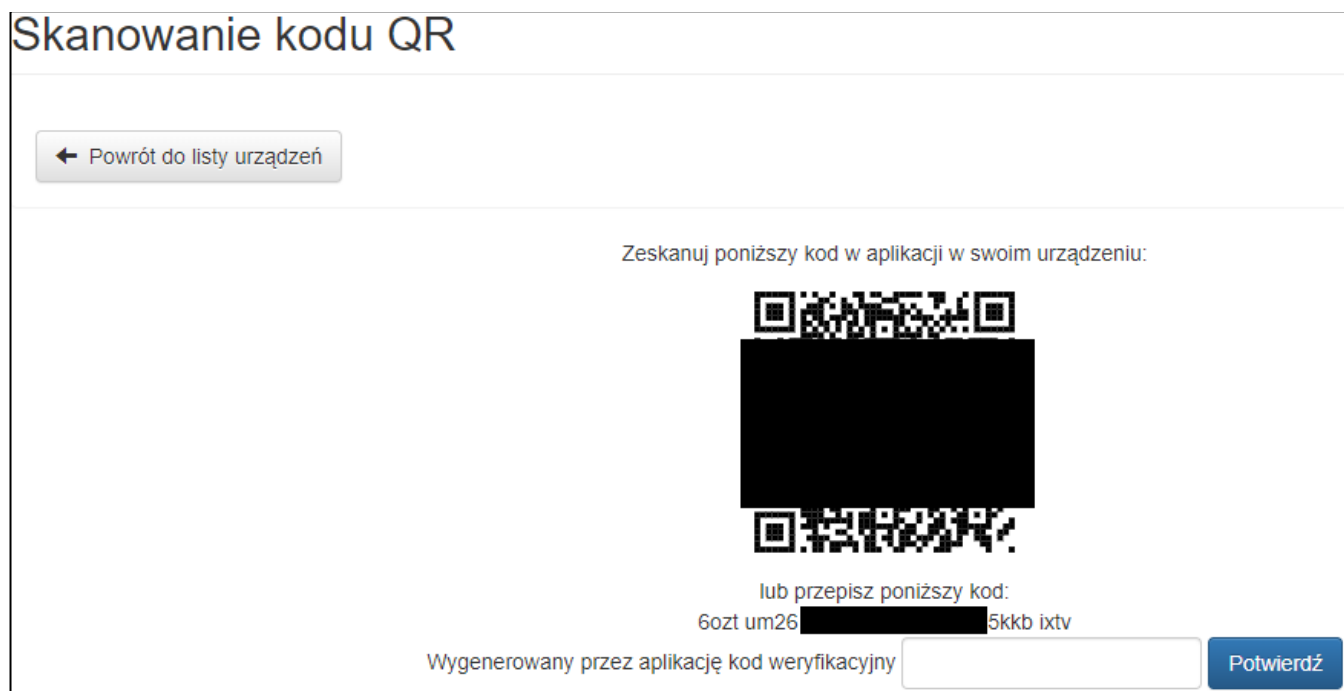 Skanowanie kodu QR
Powrót do listy urządzeń
Zeskanuj poniższy kod w aplikacji w swoim urządzeniu:
lub przepisz poniższy kod:
6ozt um26 5kkb ixtv
Wygenerowany przez aplikację kod weryfikacyjny Potwierdź